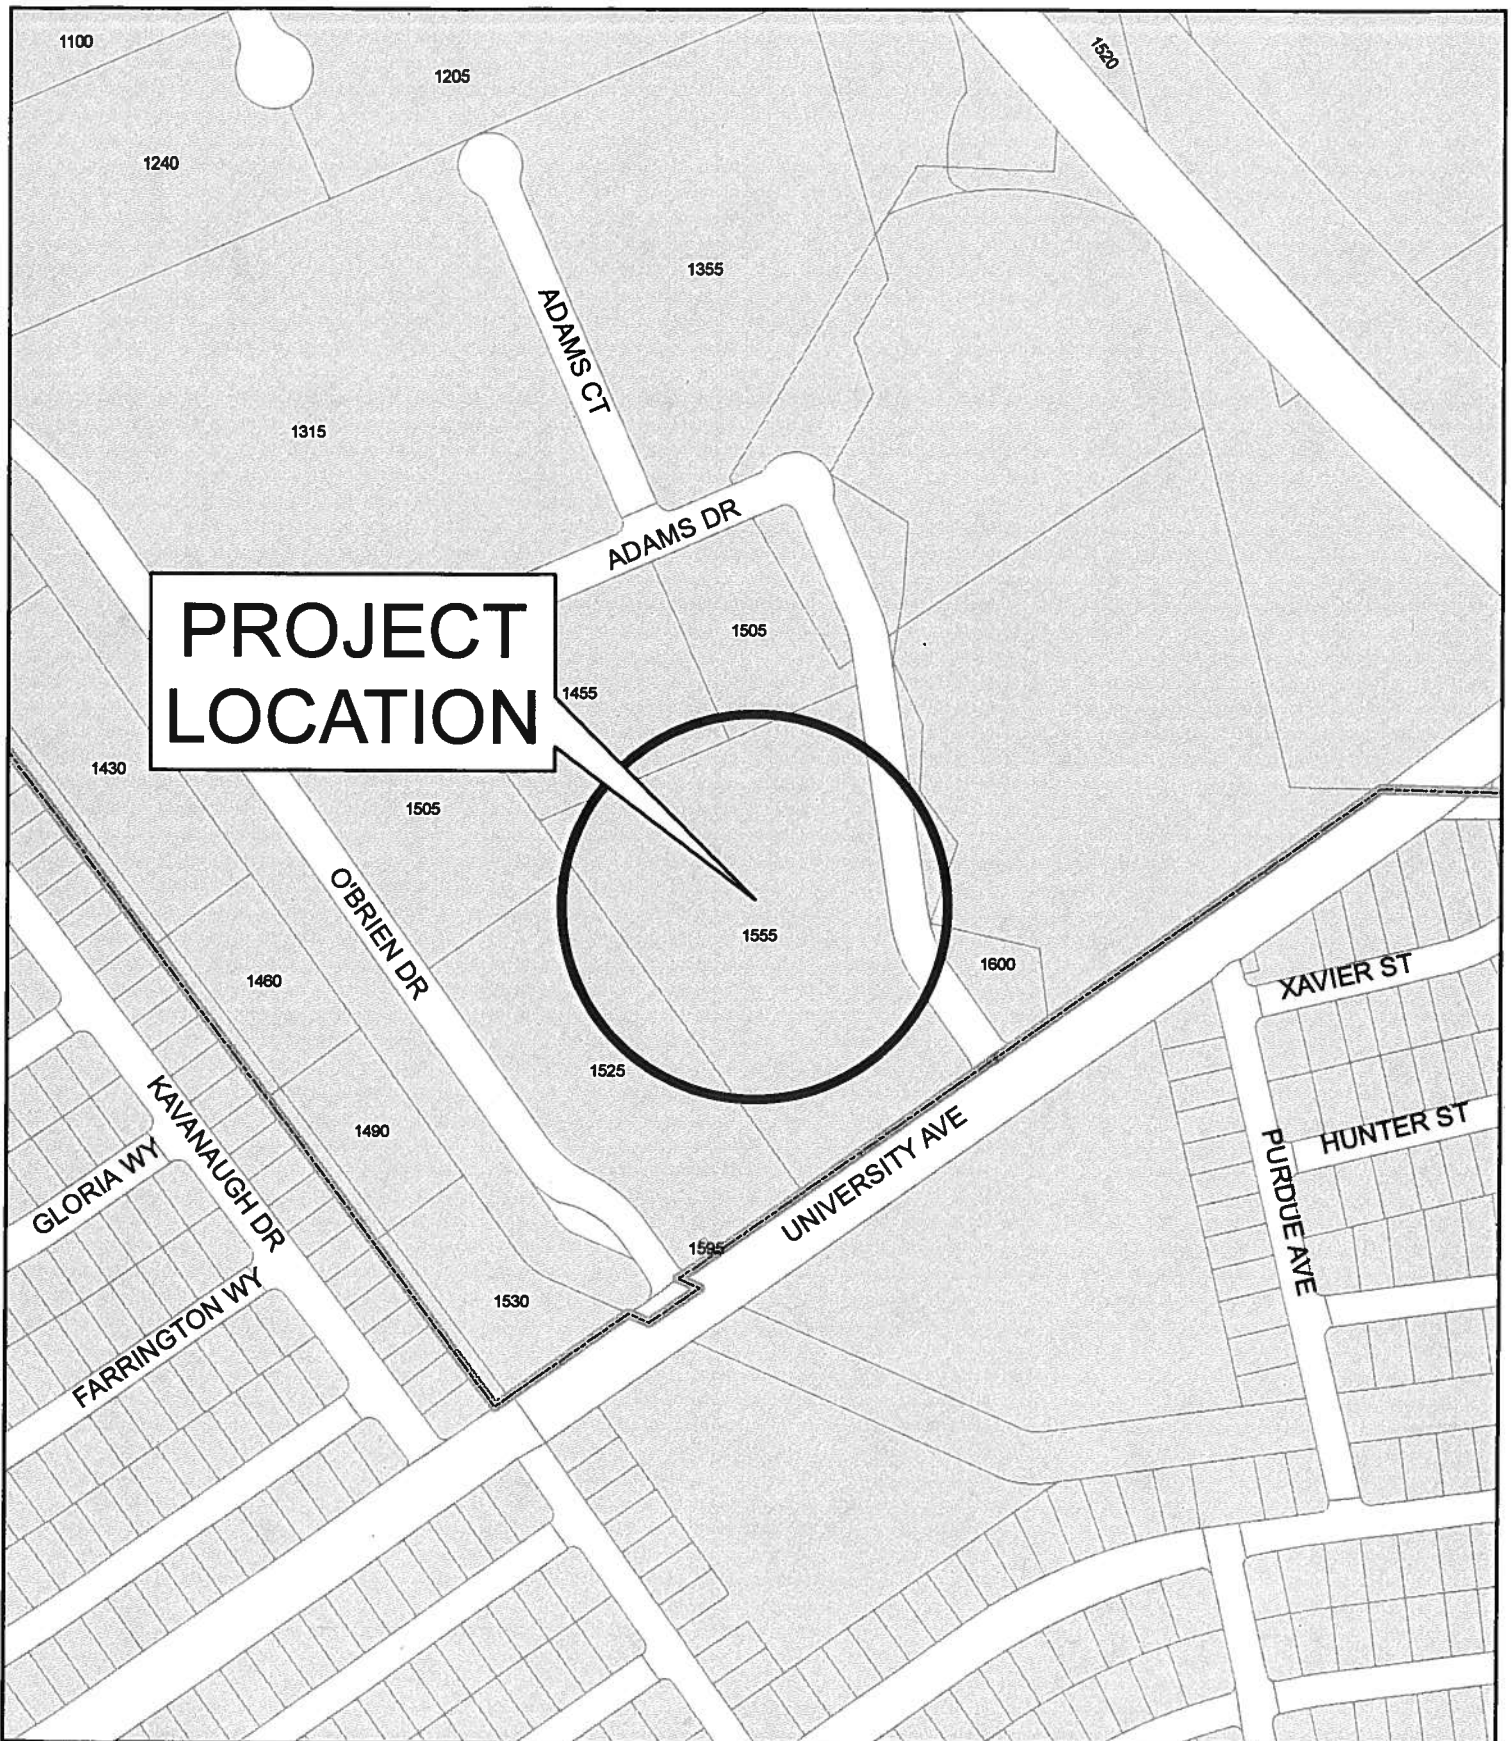 1100
1205
1520
1240
1355
ADAMS CT
1315
ADAMS DR
PROJECT
LOCATION
1505
1455
1430
1505
O'BRIEN DR
1555
1600
XAVIER ST
1460
1525
KAVANAUGH DR
1490
GLORIA WY
UNIVERSITY AVE
HUNTER ST
PURDUE AVE
1595
1530
FARRINGTON WY